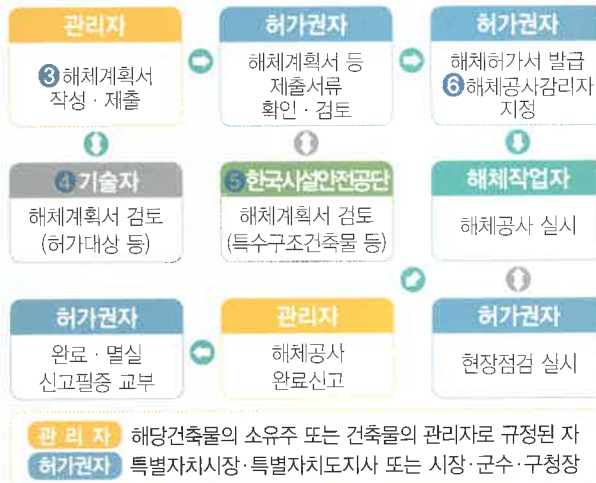 관리자
❸해체계획서
작성 · 제출
허가권자
해체계획서 등
제출서류
확인 · 검토
허가권자
해체허가서 발급
❻해체공사감리자
지정
❹기술자
해체계획서 검토
(허가대상 등)
❺한국시설안전공단
해체계획서 검토
(특수구조건축물 등)
해체작업자
해체공사 실시
허가권자
완료 · 멸실
신고필증 교부
관리자
해체공사
완료신고
허가권자
현장점검 실시
관 리 자 해당건축물의 소유주 또는 건축물의 관리자로 규정된 자
허가권자 특별자치시장·특별자치도지사 또는 시장·군수·구청장